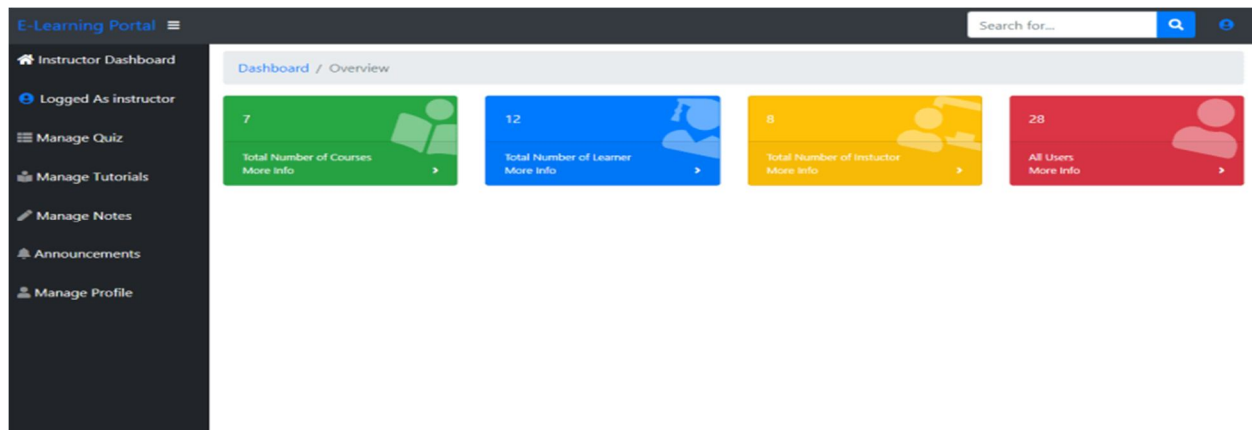 E-Learning Portal
Search for...
Instructor Dashboard
Logged As instructor
Manage Quiz
Manage Tutorials
Manage Notes
Announcements
Manage Profile
Dashboard / Overview
7
Total Number of Courses
More Info
12
Total Number of Learner
More Info
8
Total Number of Instuctor
More Info
28
All Users
More Info